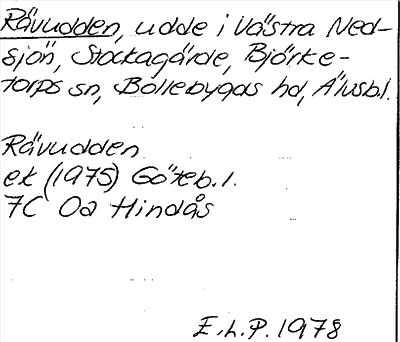 Rävudden, udde i Västra Ned-
sjön, Stockagärde, Björke-
torps sn, Bollebygds hd, Älvsb.l.
Rävudden
ek (1975) Göteb.l.
7C 0a Hindås
E.h.P. 1978